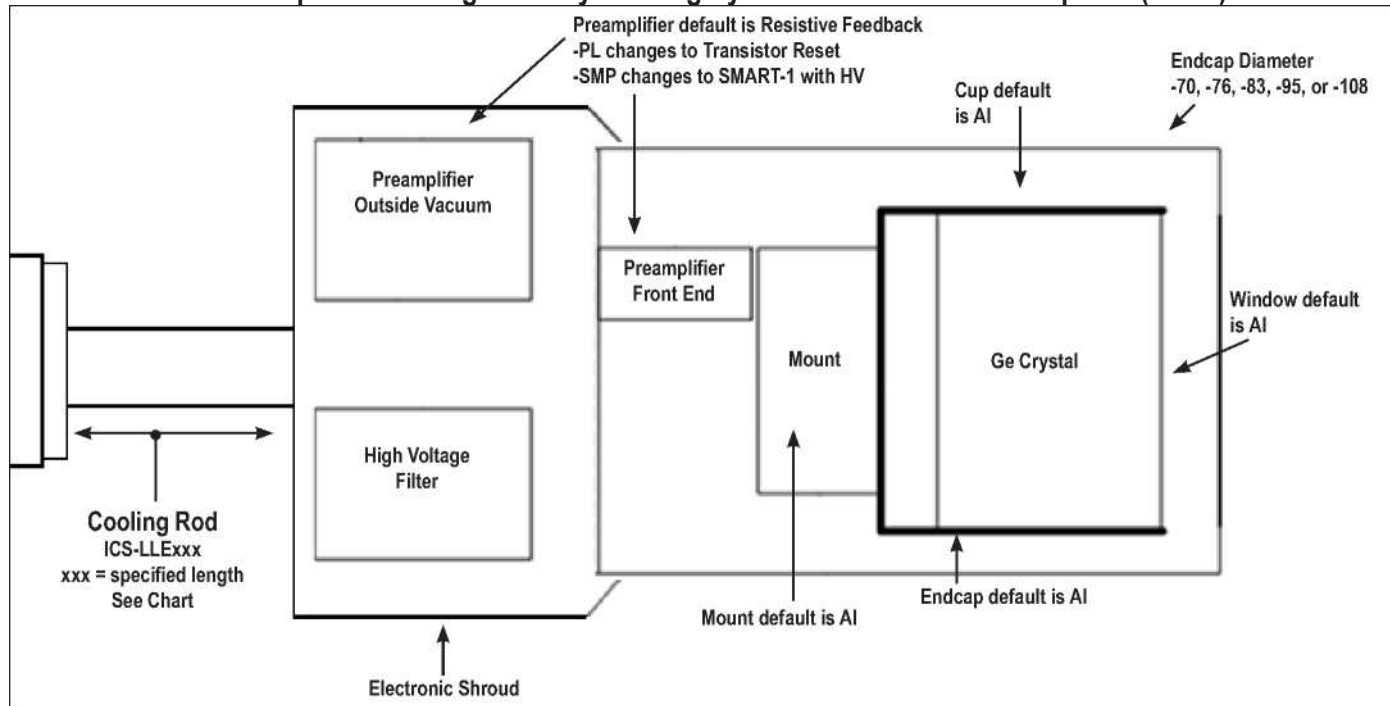 Preamplifier default is Resistive Feedback
-PL changes to Transistor Reset
-SMP changes to SMART-1 with HV
Endcap Diameter
-70, -76, -83, -95, or -108
Cup default
is Al
Preamplifier
Outside Vacuum
Preamplifier
Front End
Window default
is Al
Mount
Ge Crystal
High Voltage
Filter
Cooling Rod
ICS-LLExxx
xxx = specified length
See Chart
Mount default is Al
Endcap default is Al
Electronic Shroud